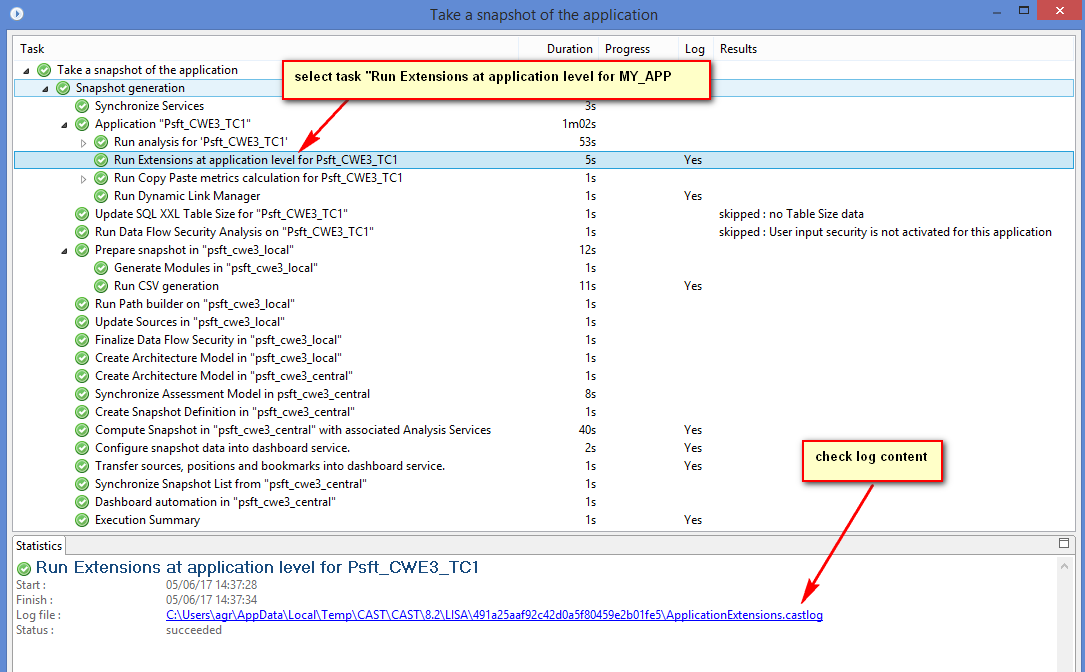 Take a snapshot of the application
Task Duration Progress Log Results
Take a snapshot of the application
select task "Run Extensions at application level for MY_APP
Snapshot generation
Synchronize Services 3s
Application "Psft_CWE3_TC1" 1m02s
Run analysis for 'Psft_CWE3_TC1' 53s
Run Extensions at application level for Psft_CWE3_TC1 5s Yes
Run Copy Paste metrics calculation for Psft_CWE3_TC1 1s
Run Dynamic Link Manager 1s Yes
Update SQL XXL Table Size for "Psft_CWE3_TC1" 1s skipped : no Table Size data
Run Data Flow Security Analysis on "Psft_CWE3_TC1" 1s skipped : User input security is not activated for this application
Prepare snapshot in "psft_cwe3_local" 12s
Generate Modules in "psft_cwe3_local" 1s
Run CSV generation 11s Yes
Run Path builder on "psft_cwe3_local" 1s
Update Sources in "psft_cwe3_local" 1s
Finalize Data Flow Security in "psft_cwe3_local" 1s
Create Architecture Model in "psft_cwe3_local" 1s
Create Architecture Model in "psft_cwe3_central" 1s
Synchronize Assessment Model in psft_cwe3_central 8s
Create Snapshot Definition in "psft_cwe3_central" 1s
Compute Snapshot in "psft_cwe3_central" with associated Analysis Services 40s Yes
Configure snapshot data into dashboard service. 2s Yes
Transfer sources, positions and bookmarks into dashboard service. 1s Yes
check log content
Synchronize Snapshot List from "psft_cwe3_central" 1s
Dashboard automation in "psft_cwe3_central" 1s
Execution Summary 1s Yes
Statistics
Run Extensions at application level for Psft_CWE3_TC1
Start : 05/06/17 14:37:28
Finish : 05/06/17 14:37:34
Log file : C:\Users\agr\AppData\Local\Temp\CAST\CAST\8.2\LISA\491a25aaf92c42d0a5f80459e2b01fe5\ApplicationExtensions.castlog
Status : succeeded